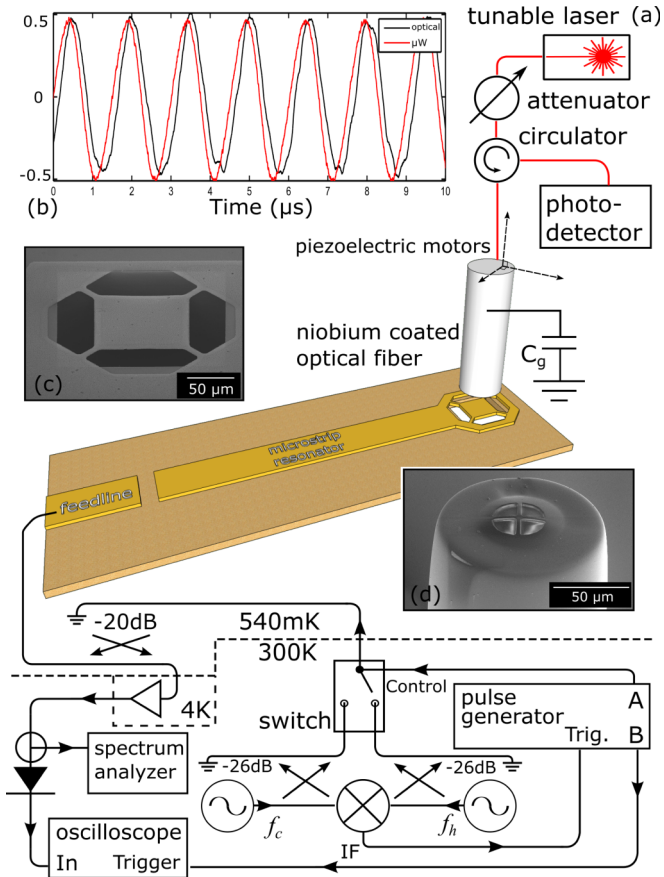 0.5
optical
μW
0
-0.5
0 1 2 3 4 5 6 7 8 9 10
(b) Time (μs)
tunable laser (a)
attenuator
circulator
photo-
detector
piezoelectric motors
niobium coated
optical fiber
Cg
(c)
50 μm
microstrip
resonator
feedline
(d)
50 μm
-20dB
540mK
300K
4K
switch
Control
pulse
generator
A
Trig. B
spectrum
analyzer
-26dB
-26dB
fc
fh
IF
oscilloscope
In Trigger